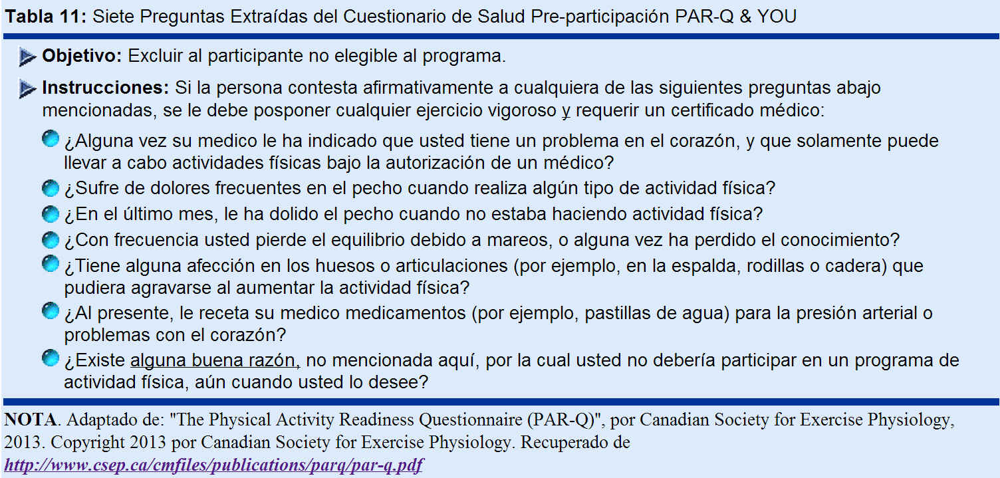 Tabla 11: Siete Preguntas Extraídas del Cuestionario de Salud Pre-participación PAR-Q & YOU
Objetivo: Excluir al participante no elegible al programa.
Instrucciones: Si la persona contesta afirmativamente a cualquiera de las siguientes preguntas abajo
mencionadas, se le debe posponer cualquier ejercicio vigoroso y requerir un certificado médico:
¿Alguna vez su medico le ha indicado que usted tiene un problema en el corazón, y que solamente puede
llevar a cabo actividades físicas bajo la autorización de un médico?
¿Sufre de dolores frecuentes en el pecho cuando realiza algún tipo de actividad física?
¿En el último mes, le ha dolido el pecho cuando no estaba haciendo actividad física?
¿Con frecuencia usted pierde el equilibrio debido a mareos, o alguna vez ha perdido el conocimiento?
¿Tiene alguna afección en los huesos o articulaciones (por ejemplo, en la espalda, rodillas o cadera) que
pudiera agravarse al aumentar la actividad física?
¿Al presente, le receta su medico medicamentos (por ejemplo, pastillas de agua) para la presión arterial o
problemas con el corazón?
¿Existe alguna buena razón, no mencionada aquí, por la cual usted no debería participar en un programa de
actividad física, aún cuando usted lo desee?
NOTA. Adaptado de: "The Physical Activity Readiness Questionnaire (PAR-Q)", por Canadian Society for Exercise Physiology,
2013. Copyright 2013 por Canadian Society for Exercise Physiology. Recuperado de
http://www.csep.ca/cmfiles/publications/parq/par-q.pdf